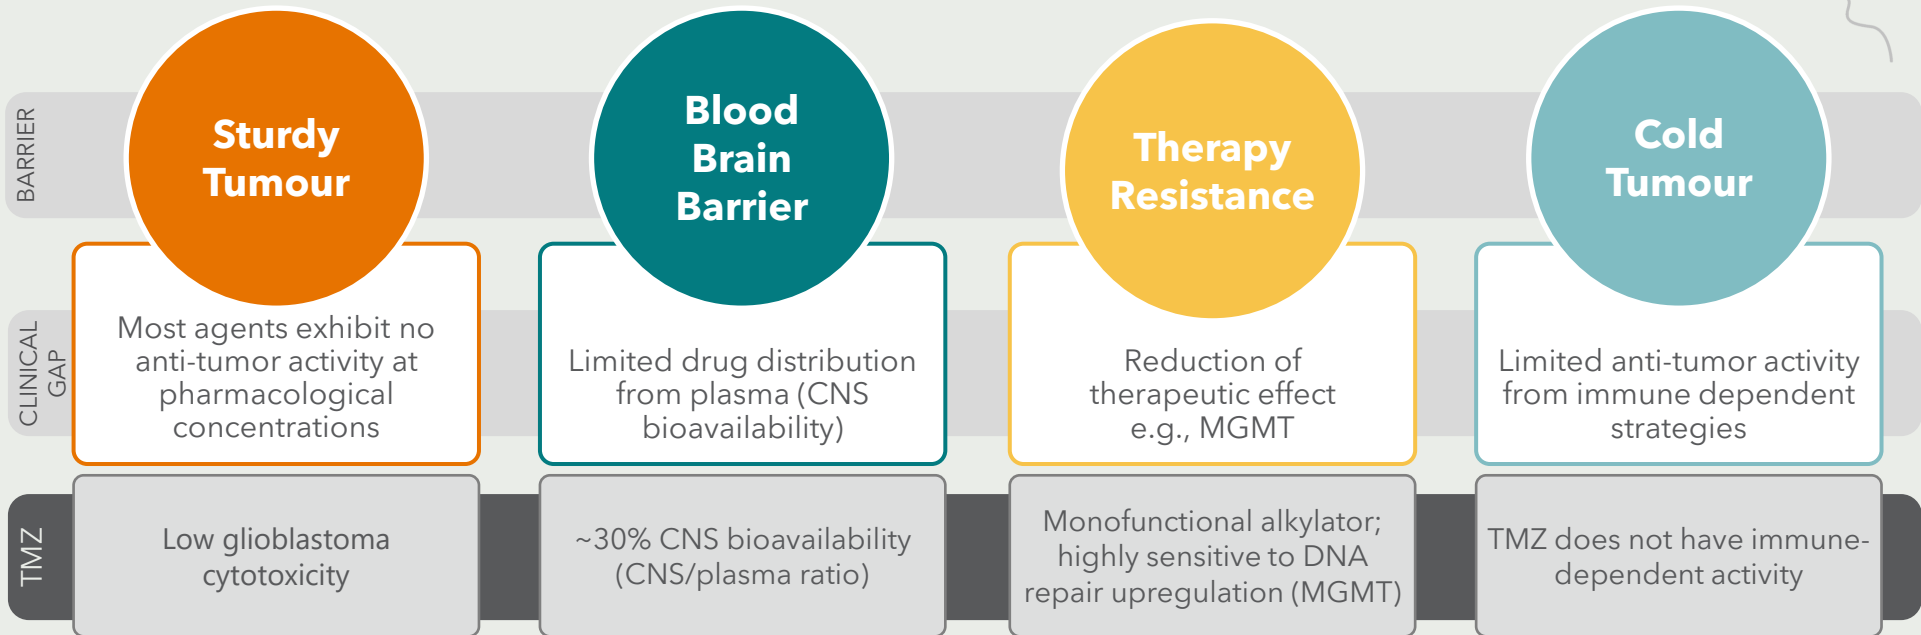 BARRIER
Sturdy
Tumour
Blood
Brain
Barrier
Therapy
Resistance
Cold
Tumour
CLINICAL
GAP
Most agents exhibit no
anti-tumor activity at
pharmacological
concentrations
Limited drug distribution
from plasma (CNS
bioavailability)
Reduction of
therapeutic effect
e.g., MGMT
Limited anti-tumor activity
from immune dependent
strategies
TMZ
Low glioblastoma
cytotoxicity
~30% CNS bioavailability
(CNS/plasma ratio)
Monofunctional alkylator;
highly sensitive to DNA
repair upregulation (MGMT)
TMZ does not have immune-
dependent activity